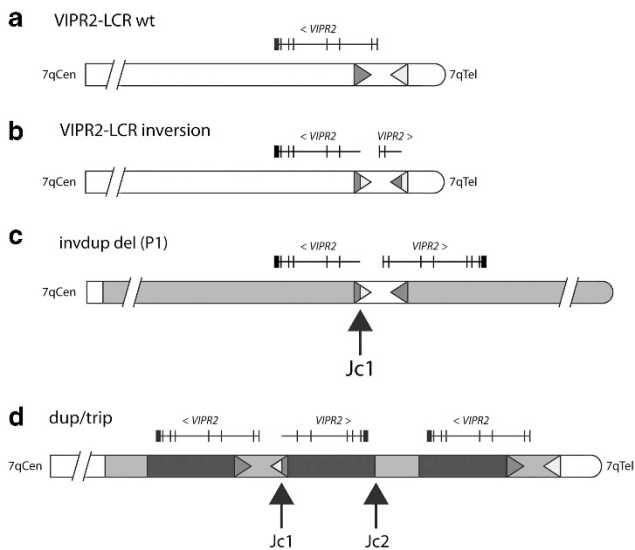 a VIPR2-LCR wt
< VIPR2
7qCen 7qTel
b VIPR2-LCR inversion
< VIPR2 VIPR2 >
7qCen 7qTel
c invdup del (P1)
< VIPR2 VIPR2 >
7qCen
Jc1
d dup/trip
< VIPR2 VIPR2 > < VIPR2
7qCen 7qTel
Jc1 Jc2